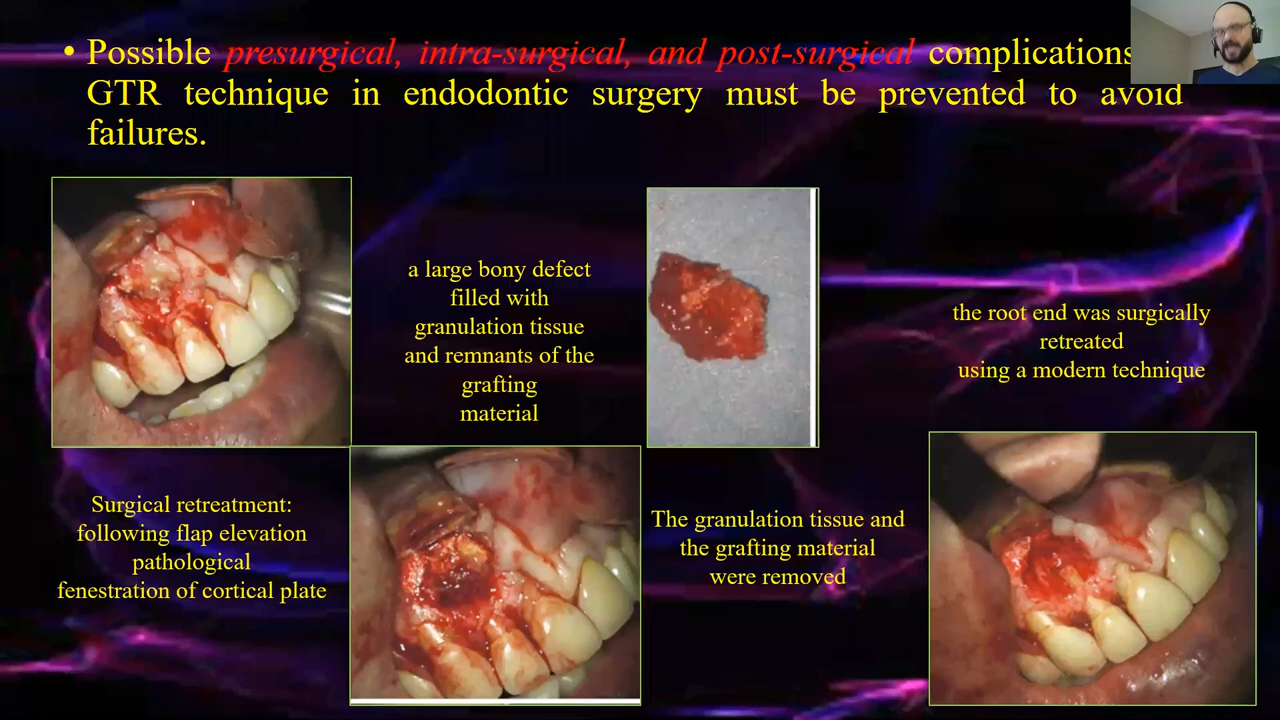 • Possible presurgical, intra-surgical, and post-surgical complications
GTR technique in endodontic surgery must be prevented to avoid
failures.
a large bony defect
filled with
granulation tissue
and remnants of the
grafting
material
the root end was surgically
retreated
using a modern technique
Surgical retreatment:
following flap elevation
pathological
fenestration of cortical plate
The granulation tissue and
the grafting material
were removed